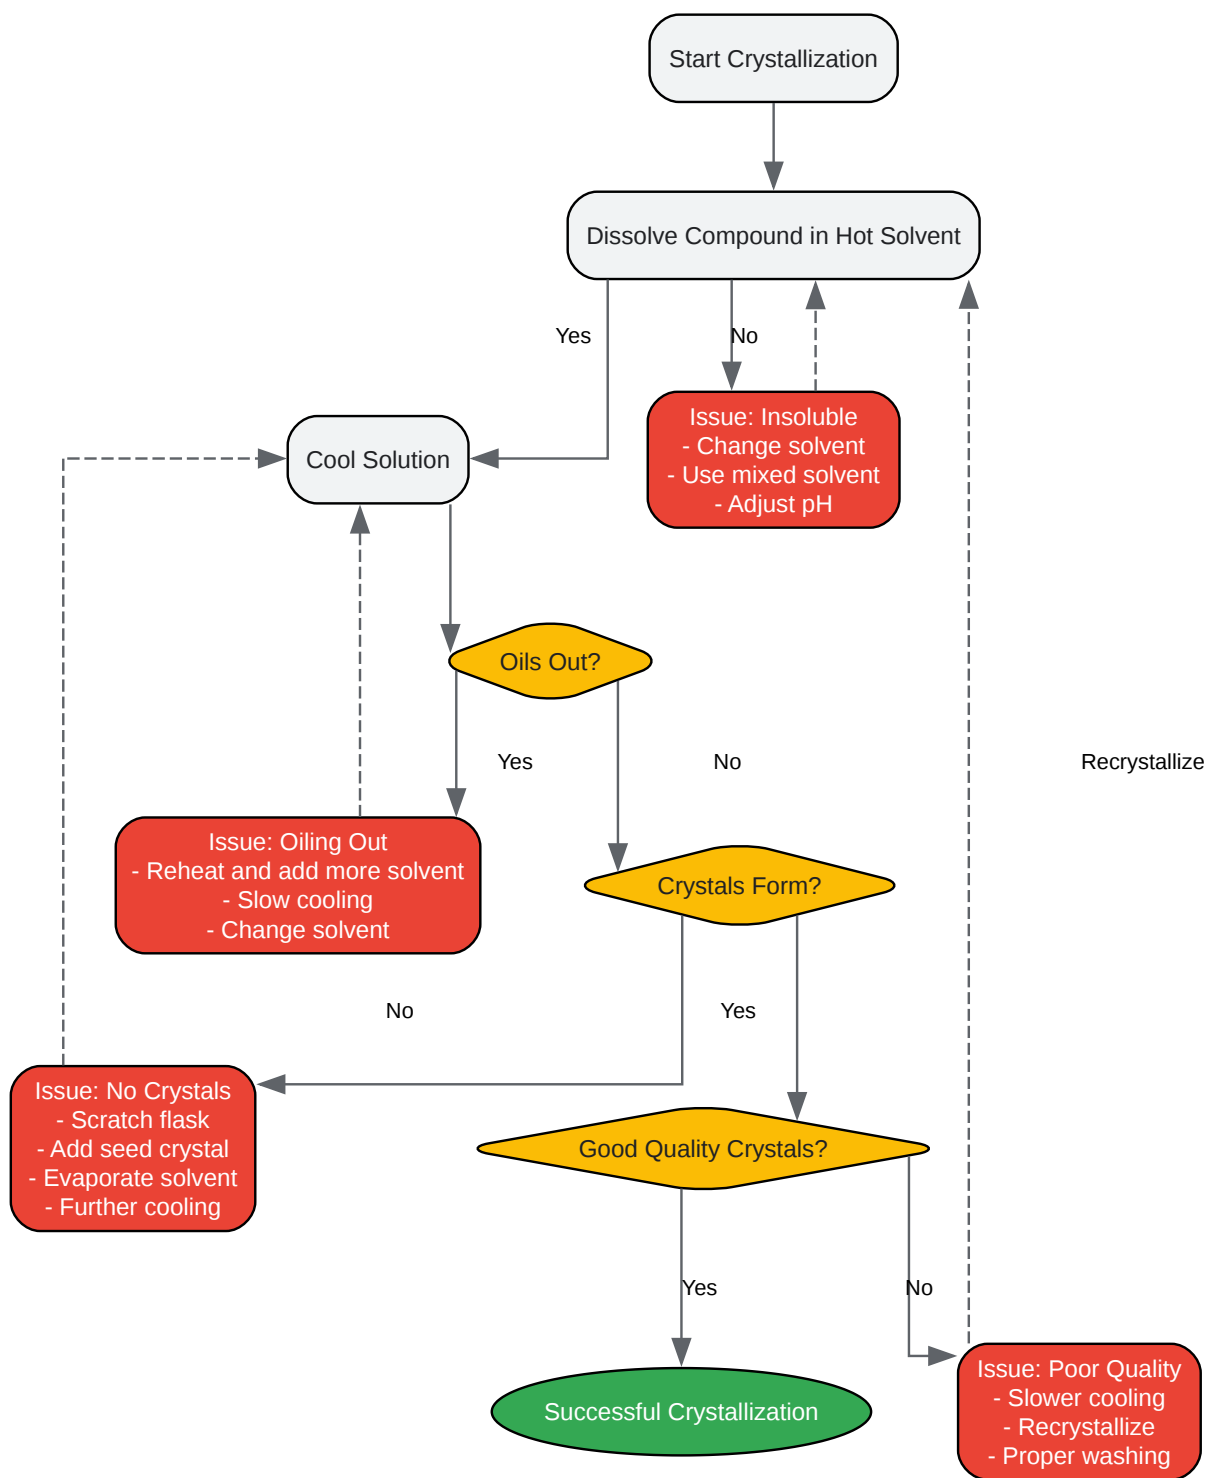 Start Crystallization
Dissolve Compound in Hot Solvent
Yes
No
Issue: Insoluble
- Change solvent
- Use mixed solvent
- Adjust pH
Cool Solution
Oils Out?
Yes
No
Recrystallize
Issue: Oiling Out
- Reheat and add more solvent
- Slow cooling
- Change solvent
Crystals Form?
No
Yes
Issue: No Crystals
- Scratch flask
- Add seed crystal
- Evaporate solvent
- Further cooling
Good Quality Crystals?
Yes
No
Successful Crystallization
Issue: Poor Quality
- Slower cooling
- Recrystallize
- Proper washing